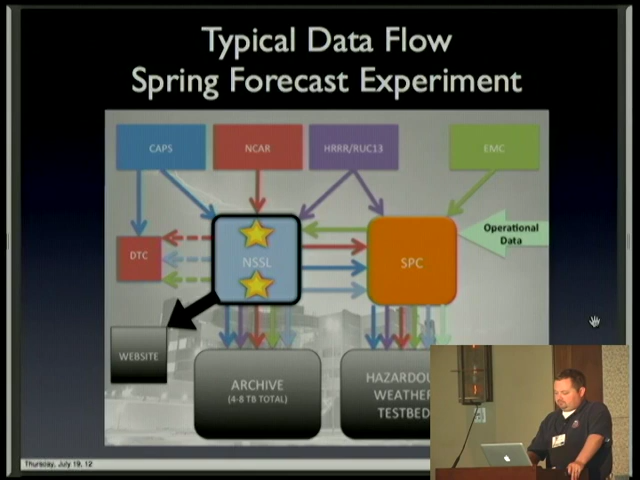 Typical Data Flow
Spring Forecast Experiment
CAPS
NCAR
HRRR/RUC13
EMC
Operational
Data
DTC
NSSL
SPC
WEBSITE
ARCHIVE
(4-8 TB TOTAL)
HAZARDOU
WEATHER
TESTBED
Thursday, July 19, 12